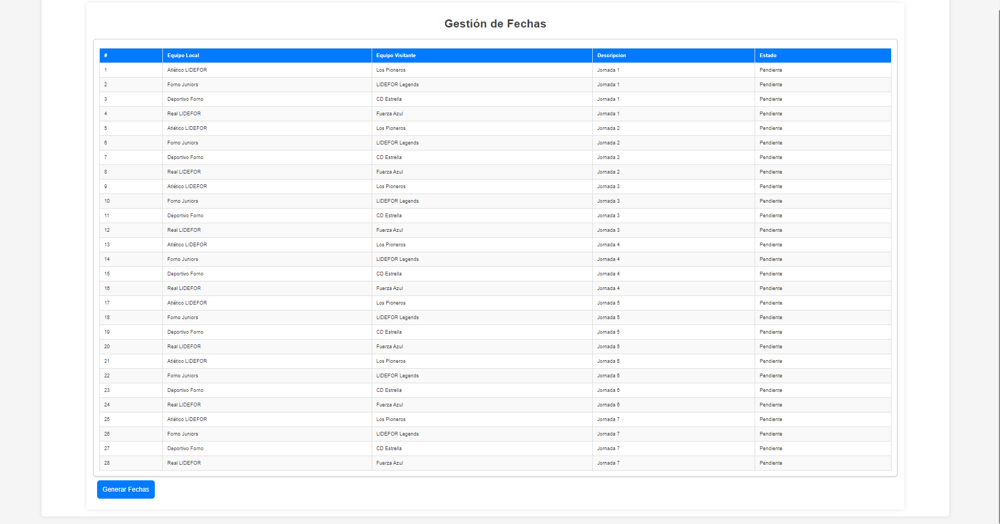 Gestión de Fechas
# Equipo Local Equipo Visitante Descripcion Estado
1 Atlético LIDEFOR Los Pioneros Jornada 1 Pendiente
2 Forno Juniors LIDEFOR Legends Jornada 1 Pendiente
3 Deportivo Forno CD Estrella Jornada 1 Pendiente
4 Real LIDEFOR Fuerza Azul Jornada 1 Pendiente
5 Atlético LIDEFOR Los Pioneros Jornada 2 Pendiente
6 Forno Juniors LIDEFOR Legends Jornada 2 Pendiente
7 Deportivo Forno CD Estrella Jornada 2 Pendiente
8 Real LIDEFOR Fuerza Azul Jornada 2 Pendiente
9 Atlético LIDEFOR Los Pioneros Jornada 3 Pendiente
10 Forno Juniors LIDEFOR Legends Jornada 3 Pendiente
11 Deportivo Forno CD Estrella Jornada 3 Pendiente
12 Real LIDEFOR Fuerza Azul Jornada 3 Pendiente
13 Atlético LIDEFOR Los Pioneros Jornada 4 Pendiente
14 Forno Juniors LIDEFOR Legends Jornada 4 Pendiente
15 Deportivo Forno CD Estrella Jornada 4 Pendiente
16 Real LIDEFOR Fuerza Azul Jornada 4 Pendiente
17 Atlético LIDEFOR Los Pioneros Jornada 5 Pendiente
18 Forno Juniors LIDEFOR Legends Jornada 5 Pendiente
19 Deportivo Forno CD Estrella Jornada 5 Pendiente
20 Real LIDEFOR Fuerza Azul Jornada 5 Pendiente
21 Atlético LIDEFOR Los Pioneros Jornada 6 Pendiente
22 Forno Juniors LIDEFOR Legends Jornada 6 Pendiente
23 Deportivo Forno CD Estrella Jornada 6 Pendiente
24 Real LIDEFOR Fuerza Azul Jornada 6 Pendiente
25 Atlético LIDEFOR Los Pioneros Jornada 7 Pendiente
26 Forno Juniors LIDEFOR Legends Jornada 7 Pendiente
27 Deportivo Forno CD Estrella Jornada 7 Pendiente
28 Real LIDEFOR Fuerza Azul Jornada 7 Pendiente
Generar Fechas